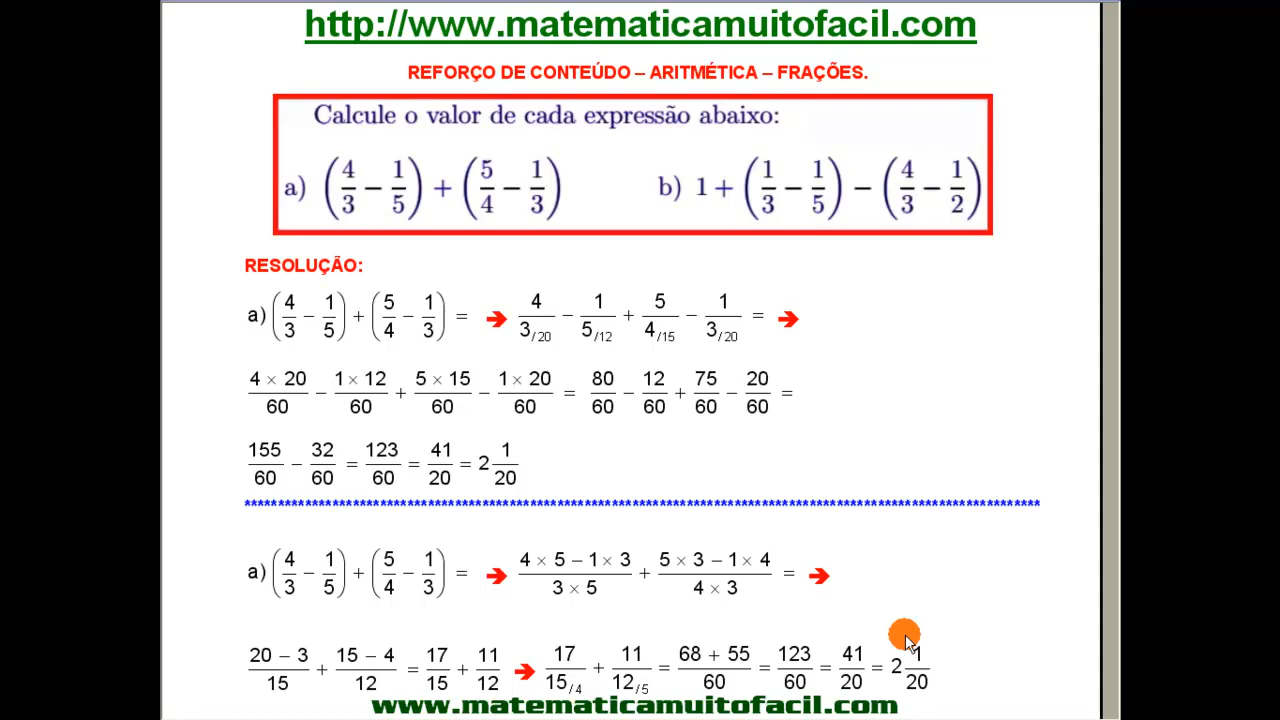 http://www.matematicamuitofacil.com
REFORÇO DE CONTEÚDO – ARITMÉTICA – FRAÇÕES.
Calcule o valor de cada expressão abaixo:
a) (4/3 − 1/5) + (5/4 − 1/3) b) 1 + (1/3 − 1/5) − (4/3 − 1/2)
RESOLUÇÃO:
a) (4/3 − 1/5) + (5/4 − 1/3) = ➔ 4/3 /20 − 1/5 /12 + 5/4 /15 − 1/3 /20 = ➔
4 × 20/60 − 1 × 12/60 + 5 × 15/60 − 1 × 20/60 = 80/60 − 12/60 + 75/60 − 20/60 =
155/60 − 32/60 = 123/60 = 41/20 = 2 1/20
************************************************************************************************************************
a) (4/3 − 1/5) + (5/4 − 1/3) = ➔ 4 × 5 − 1 × 3/3 × 5 + 5 × 3 − 1 × 4/4 × 3 = ➔
20 − 3/15 + 15 − 4/12 = 17/15 + 11/12 ➔ 17/15 /4 + 11/12 /5 = 68 + 55/60 = 123/60 = 41/20 = 2 1/20
www.matematicamuitofacil.com